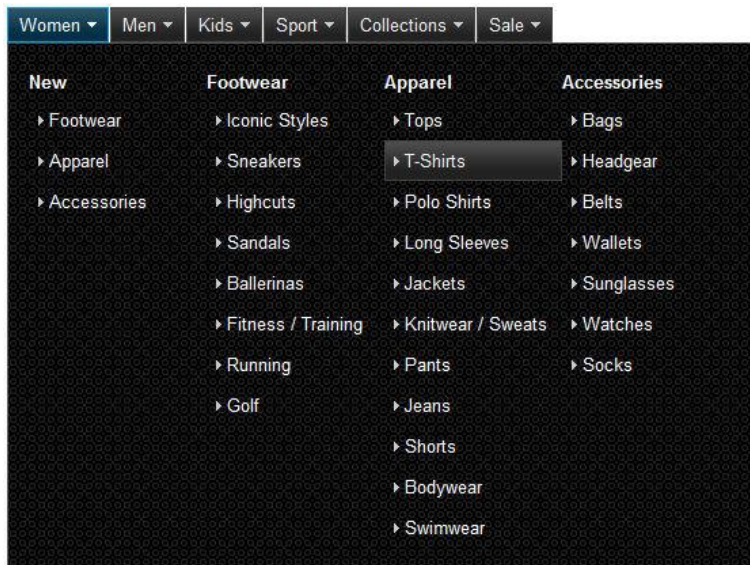 Women Men Kids Sport Collections Sale
New
Footwear
Apparel
Accessories
Footwear
Iconic Styles
Sneakers
Highcuts
Sandals
Ballerinas
Fitness / Training
Running
Golf
Apparel
Tops
T-Shirts
Polo Shirts
Long Sleeves
Jackets
Knitwear / Sweats
Pants
Jeans
Shorts
Bodywear
Swimwear
Accessories
Bags
Headgear
Belts
Wallets
Sunglasses
Watches
Socks